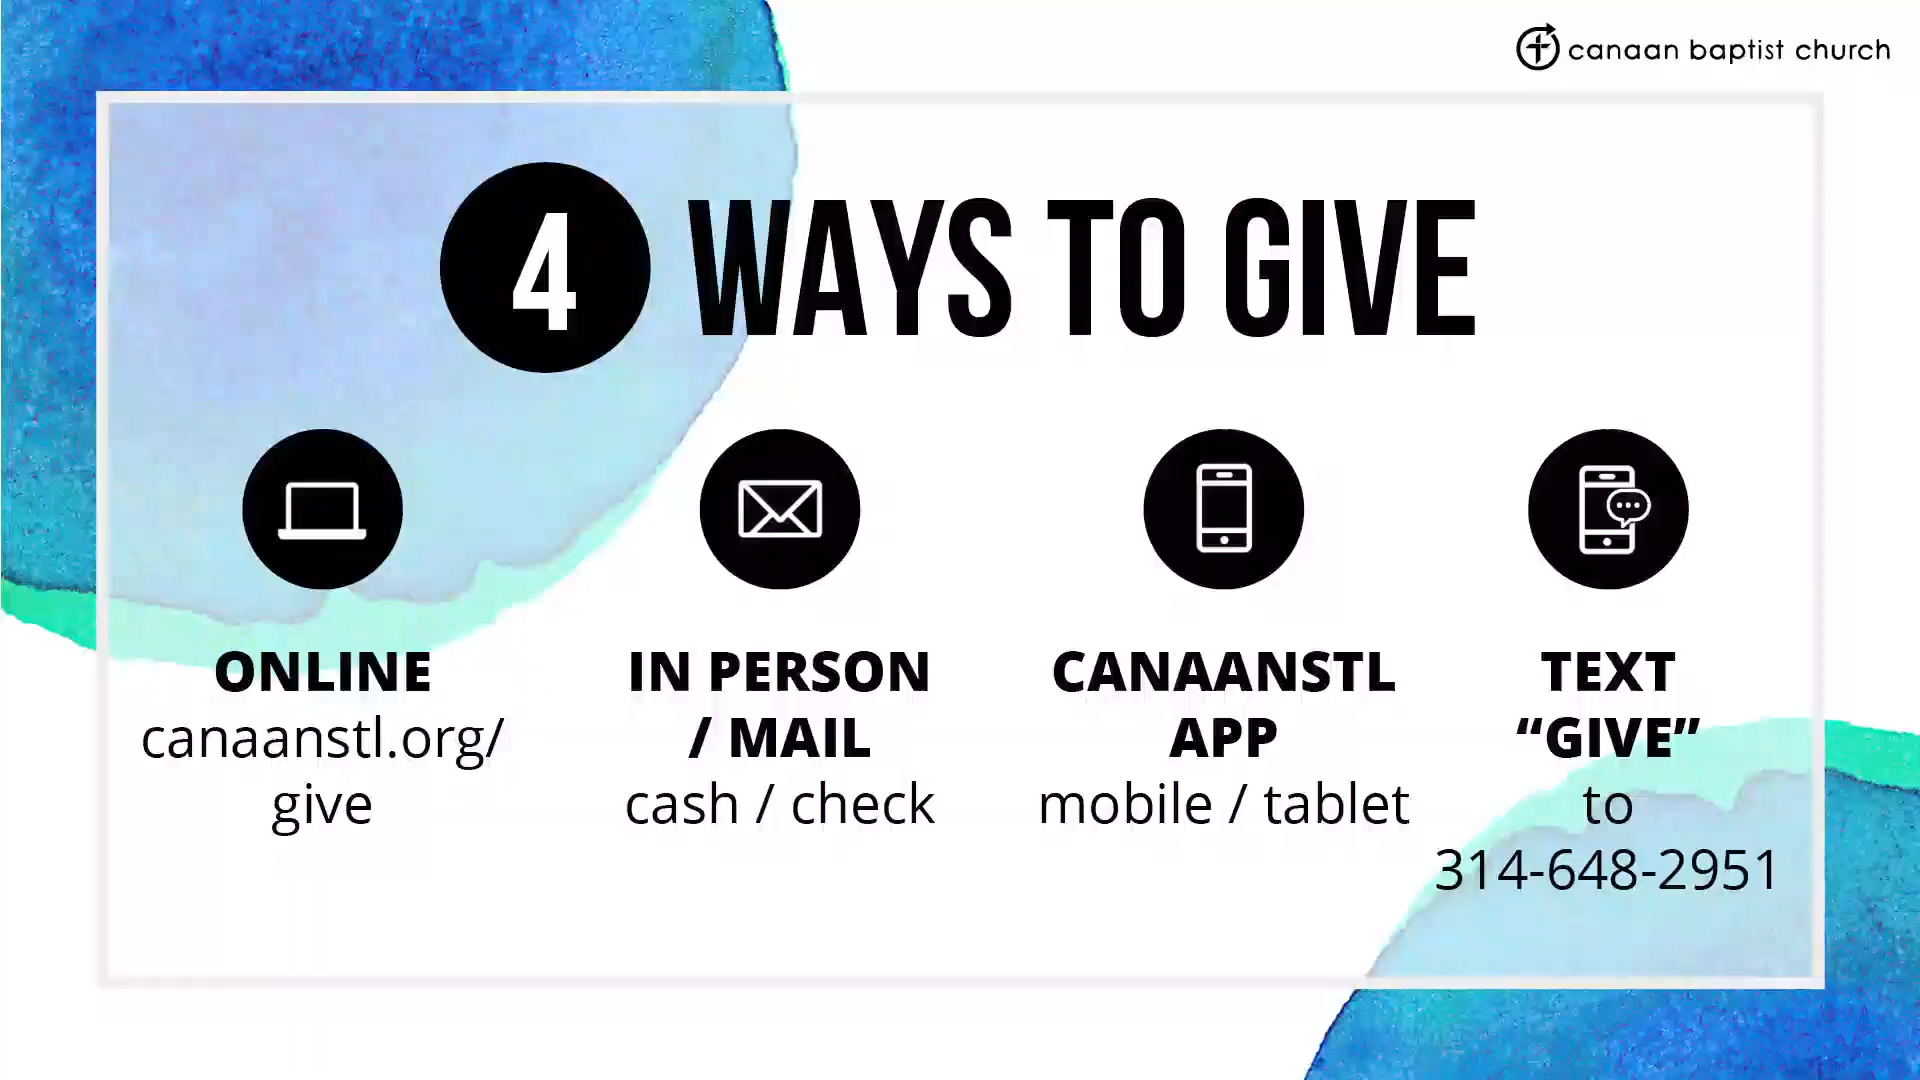 canaan baptist church
4 WAYS TO GIVE
ONLINE
canaanstl.org/
give
IN PERSON
/ MAIL
cash / check
CANAANSTL
APP
mobile / tablet
TEXT
“GIVE”
to
314-648-2951